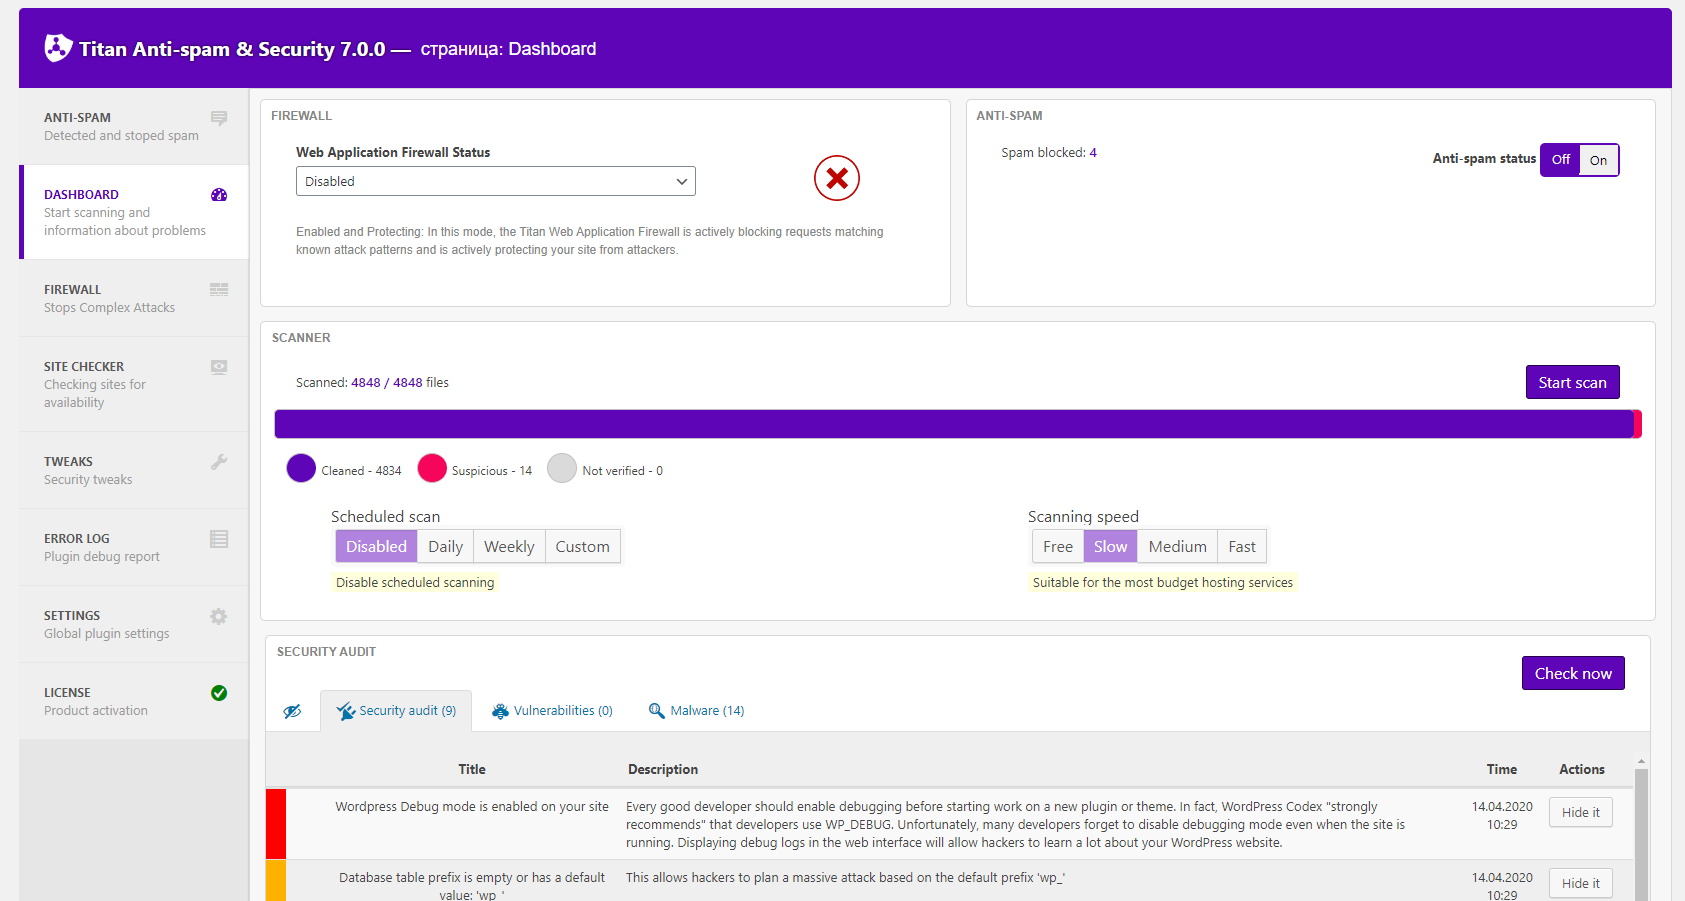 Titan Anti-spam & Security 7.0.0 — страница: Dashboard
ANTI-SPAM
Detected and stoped spam
DASHBOARD
Start scanning and
information about problems
FIREWALL
Stops Complex Attacks
SITE CHECKER
Checking sites for
availability
TWEAKS
Security tweaks
ERROR LOG
Plugin debug report
SETTINGS
Global plugin settings
LICENSE
Product activation
FIREWALL
Web Application Firewall Status
Disabled
Enabled and Protecting: In this mode, the Titan Web Application Firewall is actively blocking requests matching
known attack patterns and is actively protecting your site from attackers.
ANTI-SPAM
Spam blocked: 4
Anti-spam status Off On
SCANNER
Scanned: 4848 / 4848 files
Start scan
Cleaned - 4834 Suspicious - 14 Not verified - 0
Scheduled scan
Disabled Daily Weekly Custom
Disable scheduled scanning
Scanning speed
Free Slow Medium Fast
Suitable for the most budget hosting services
SECURITY AUDIT
Check now
Security audit (9) Vulnerabilities (0) Malware (14)
Title Description Time Actions
Wordpress Debug mode is enabled on your site
Every good developer should enable debugging before starting work on a new plugin or theme. In fact, WordPress Codex "strongly
recommends" that developers use WP_DEBUG. Unfortunately, many developers forget to disable debugging mode even when the site is
running. Displaying debug logs in the web interface will allow hackers to learn a lot about your WordPress website.
14.04.2020
10:29
Hide it
Database table prefix is empty or has a default
value: 'wp_'
This allows hackers to plan a massive attack based on the default prefix 'wp_'
14.04.2020
10:29
Hide it